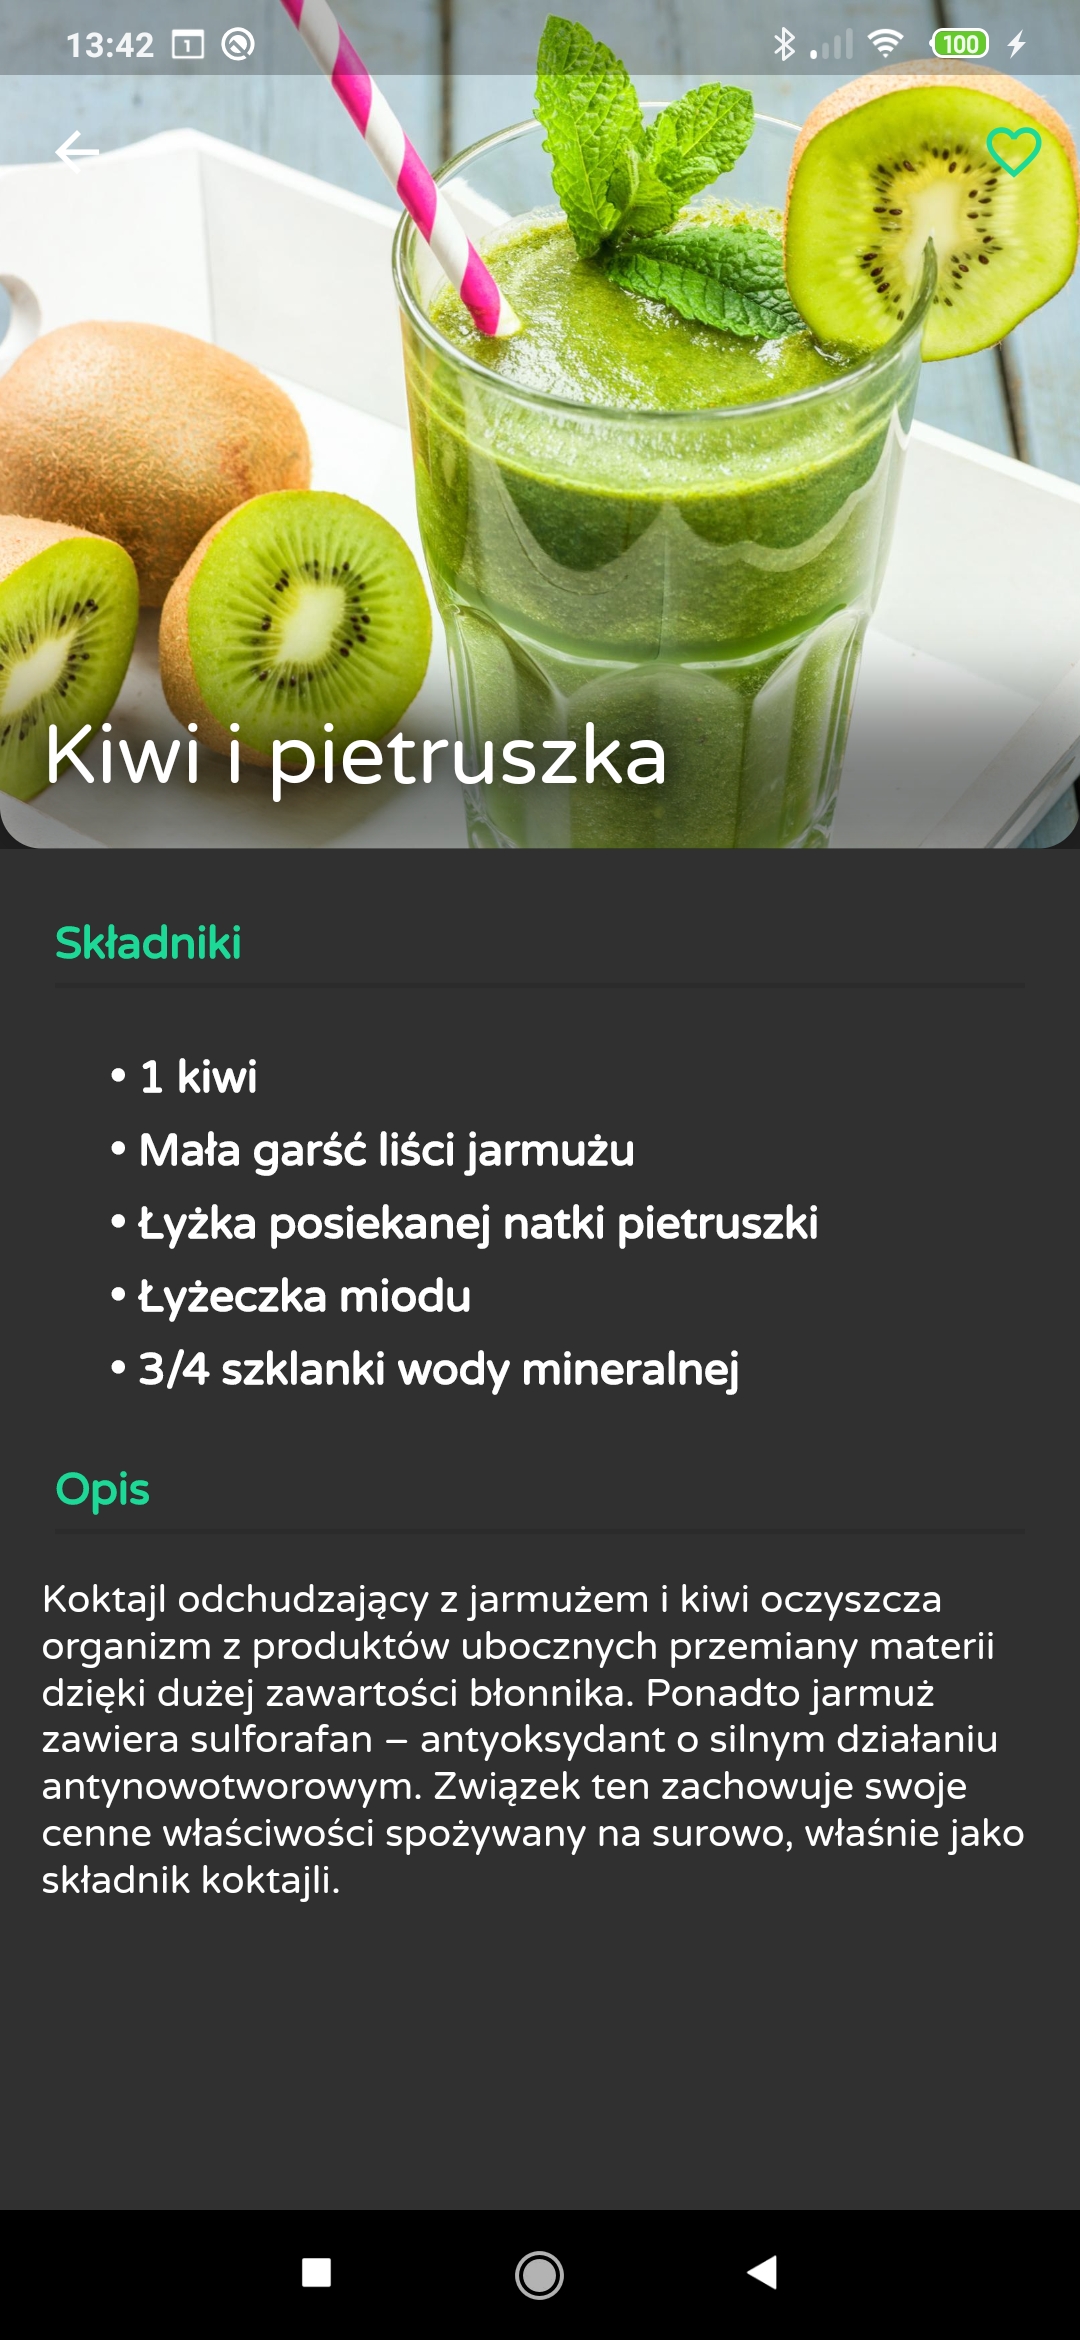 13:42 1 100
Kiwi i pietruszka
Składniki
• 1 kiwi
• Mała garść liści jarmużu
• Łyżka posiekanej natki pietruszki
• Łyżeczka miodu
• 3/4 szklanki wody mineralnej
Opis
Koktajl odchudzający z jarmużem i kiwi oczyszcza
organizm z produktów ubocznych przemiany materii
dzięki dużej zawartości błonnika. Ponadto jarmuż
zawiera sulforafan – antyoksydant o silnym działaniu
antynowotworowym. Związek ten zachowuje swoje
cenne właściwości spożywany na surowo, właśnie jako
składnik koktajli.